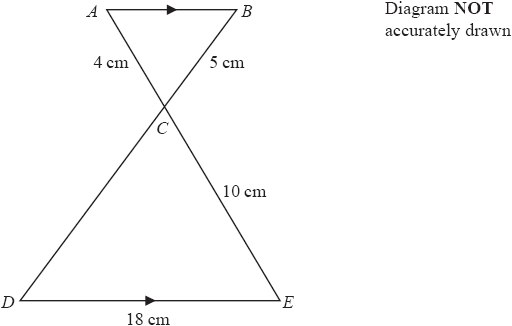 A
B
Diagram NOT
accurately drawn
4 cm
5 cm
C
10 cm
D
E
18 cm